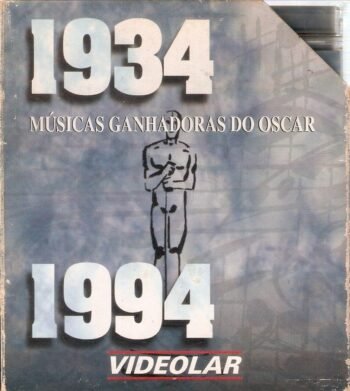 1934
MÚSICAS GANHADORAS DO OSCAR
1994
VIDEOLAR